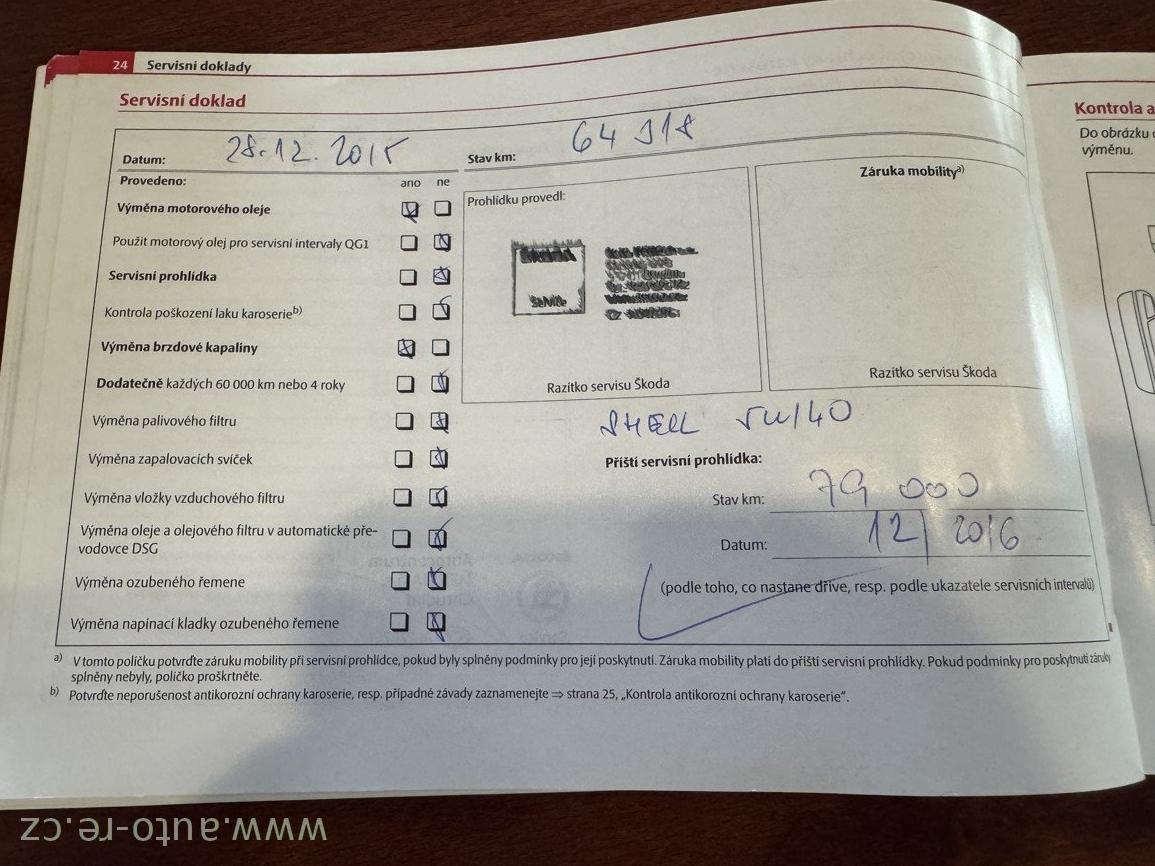 24 Servisní doklady
Servisní doklad
Datum: 28.12.2015
Stav km: 64 918
Provedeno: ano ne
Výměna motorového oleje
Použit motorový olej pro servisní intervaly QG1
Servisní prohlídka
Kontrola poškození laku karoserie b)
Výměna brzdové kapaliny
Dodatečně každých 60 000 km nebo 4 roky
Výměna palivového filtru
Výměna zapalovacích svíček
Výměna vložky vzduchového filtru
Výměna oleje a olejového filtru v automatické pře-
vodovce DSG
Výměna ozubeného řemene
Výměna napínací kladky ozubeného řemene
Prohlídku provedl:
Škoda
Service
Razítko servisu Škoda
Záruka mobility a)
Razítko servisu Škoda
SHELL 5W/40
Příští servisní prohlídka:
Stav km: 79 000
Datum: 12/2016
(podle toho, co nastane dříve, resp. podle ukazatele servisních intervalů)
a) V tomto políčku potvrďte záruku mobility při servisní prohlídce, pokud byly splněny podmínky pro její poskytnutí. Záruka mobility platí do příští servisní prohlídky. Pokud podmínky pro poskytnutí záruky
splněny nebyly, políčko proškrtněte.
b) Potvrďte neporušenost antikorozní ochrany karoserie, resp. případné závady zaznamenejte ⇒ strana 25, „Kontrola antikorozní ochrany karoserie“.
Kontrola a
Do obrázku
výměnu.
www.auto-re.cz